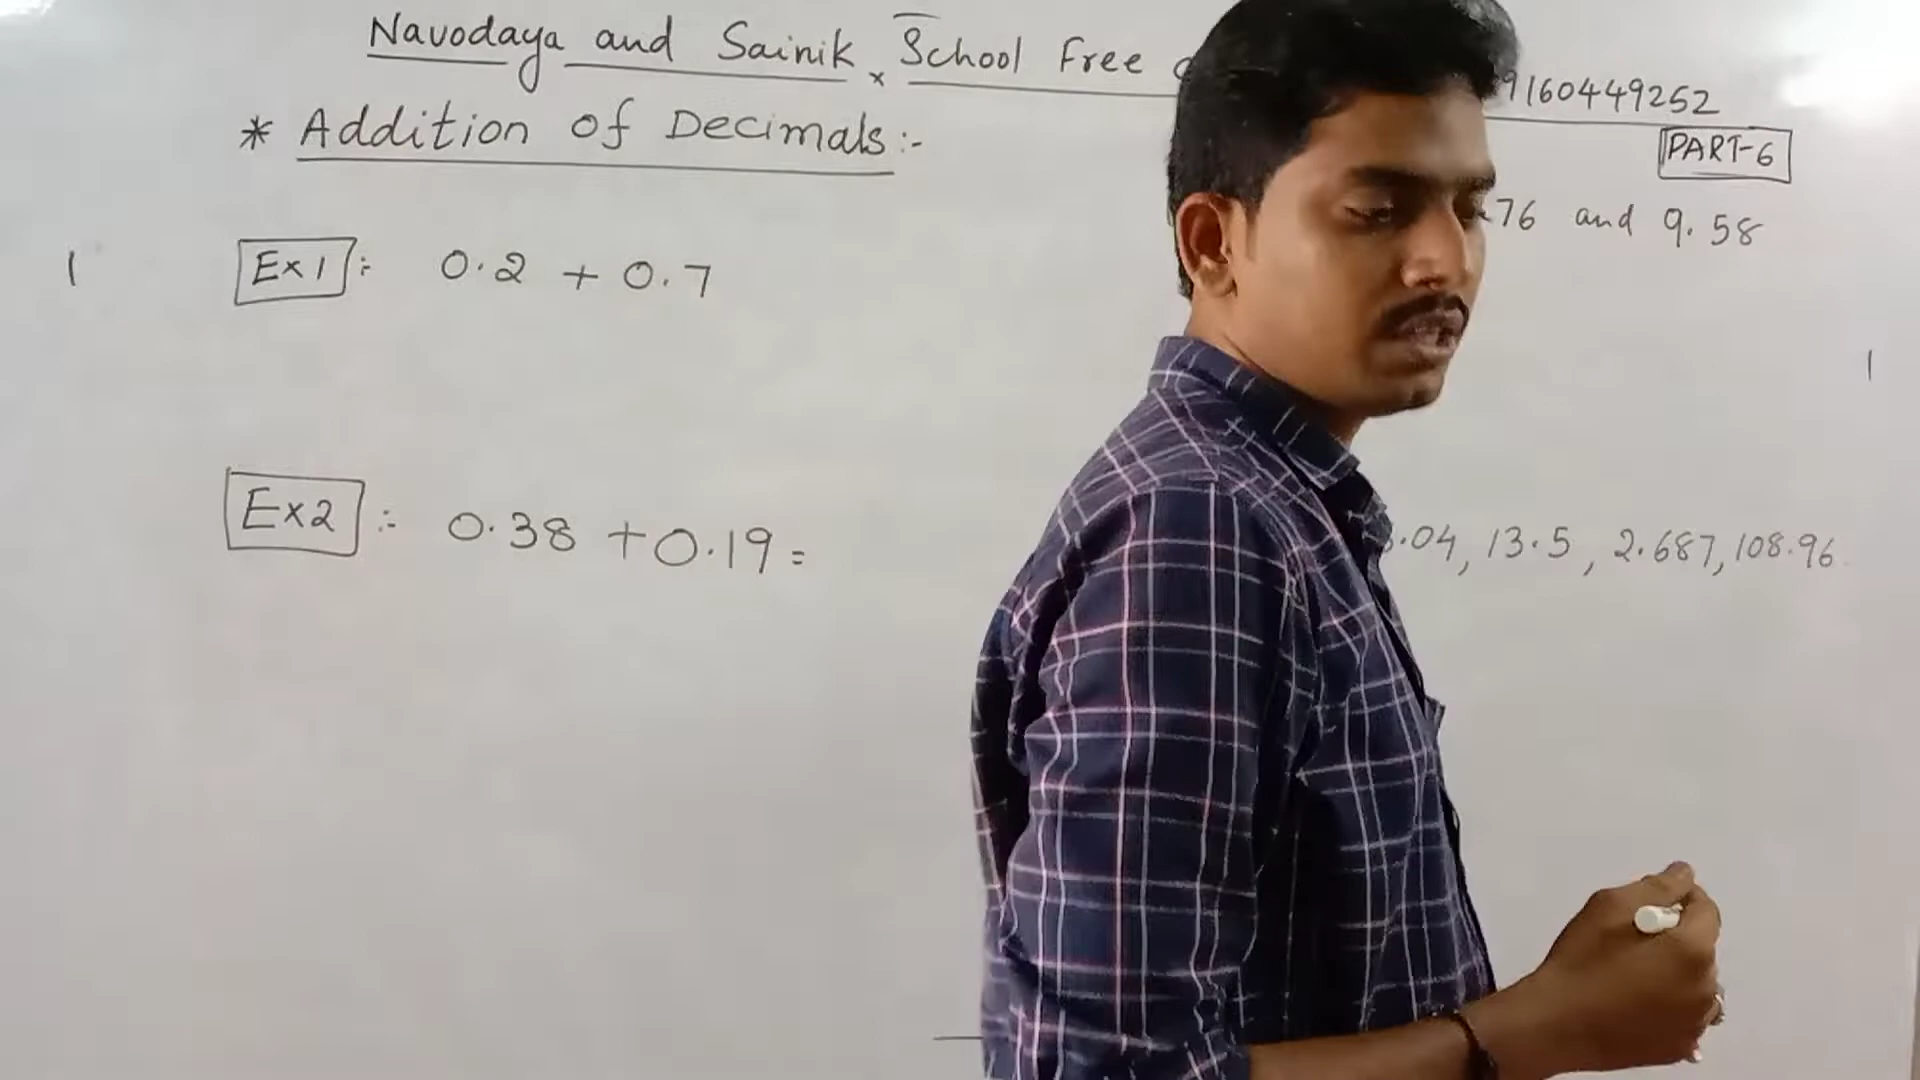 Navodaya and Sainik School Free
9160449252
* Addition of Decimals:-
PART-6
76 and 9.58
Ex1 : 0.2 + 0.7
Ex2 :- 0.38 + 0.19 =
.04, 13.5, 2.687, 108.96